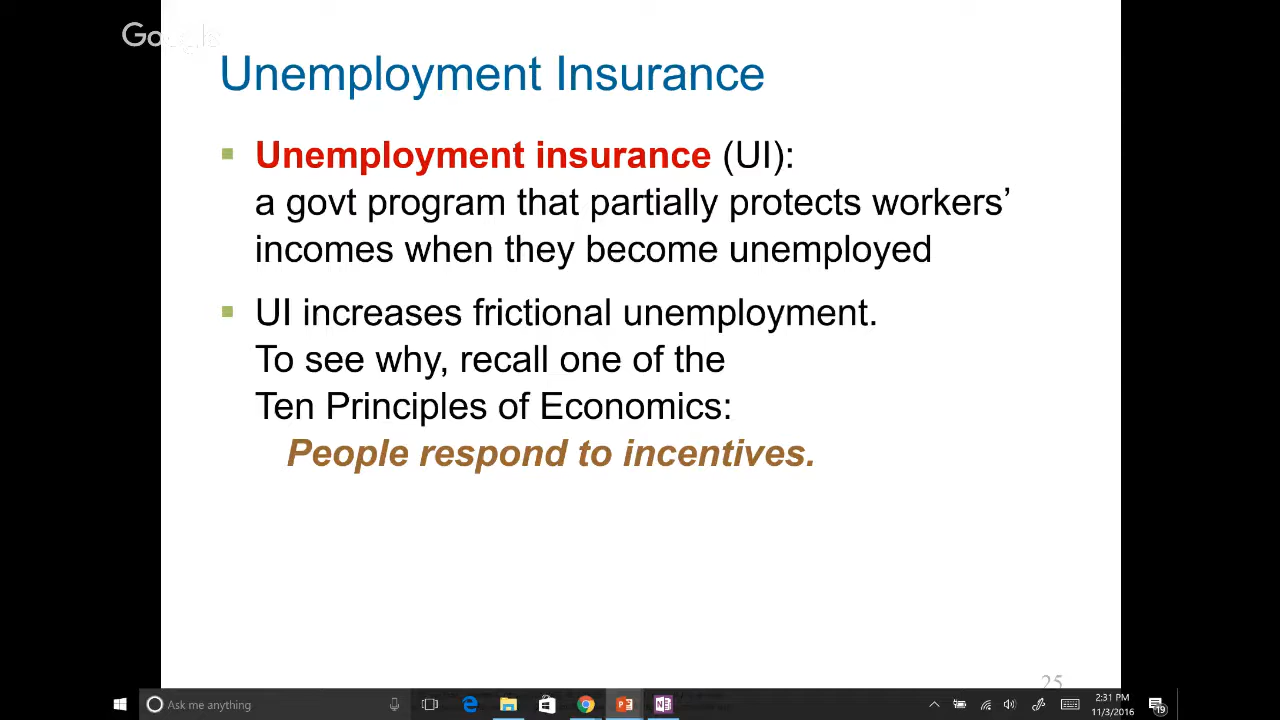 Google
Unemployment Insurance
Unemployment insurance (UI):
a govt program that partially protects workers’
incomes when they become unemployed
UI increases frictional unemployment.
To see why, recall one of the
Ten Principles of Economics:
People respond to incentives.
25
Ask me anything
2:31 PM
11/3/2016
19